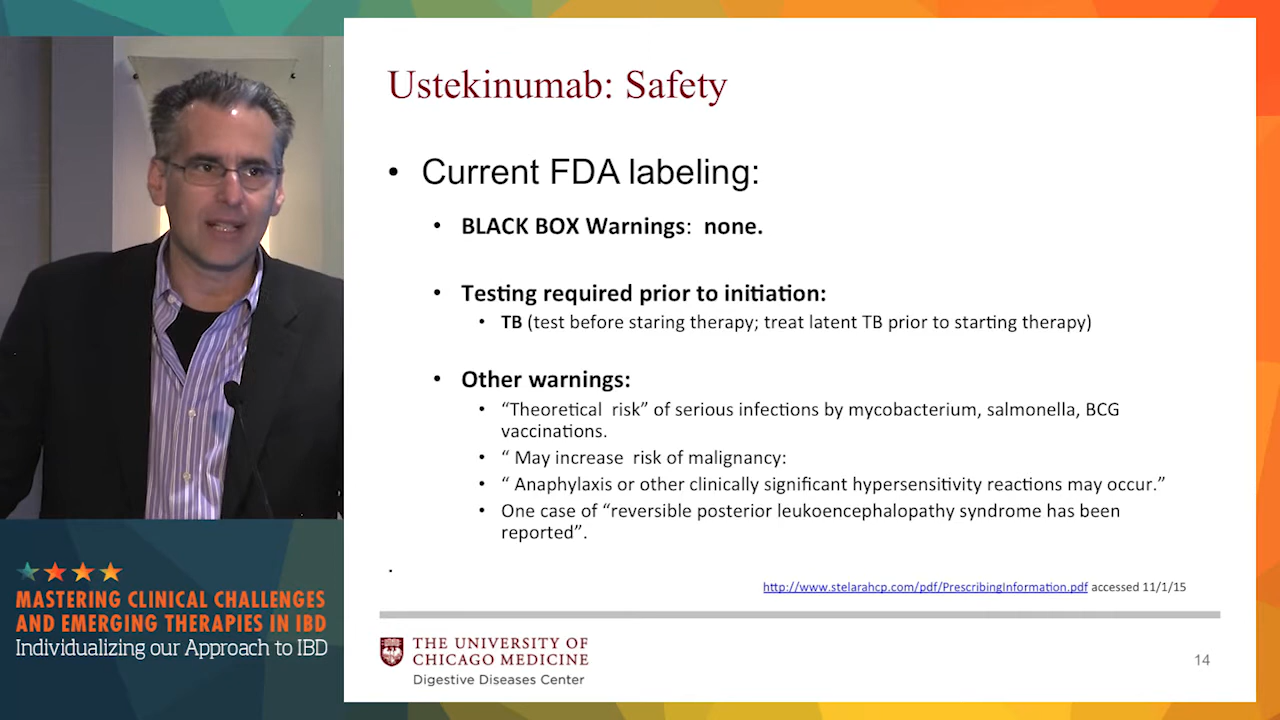 Ustekinumab: Safety
• Current FDA labeling:
• BLACK BOX Warnings: none.
• Testing required prior to initiation:
• TB (test before staring therapy; treat latent TB prior to starting therapy)
• Other warnings:
• “Theoretical risk” of serious infections by mycobacterium, salmonella, BCG
vaccinations.
• “ May increase risk of malignancy:
• “ Anaphylaxis or other clinically significant hypersensitivity reactions may occur.”
• One case of “reversible posterior leukoencephalopathy syndrome has been
reported”.
.
http://www.stelarahcp.com/pdf/PrescribingInformation.pdf accessed 11/1/15
THE UNIVERSITY OF
CHICAGO MEDICINE
Digestive Diseases Center
14
MASTERING CLINICAL CHALLENGES
AND EMERGING THERAPIES IN IBD
Individualizing our Approach to IBD